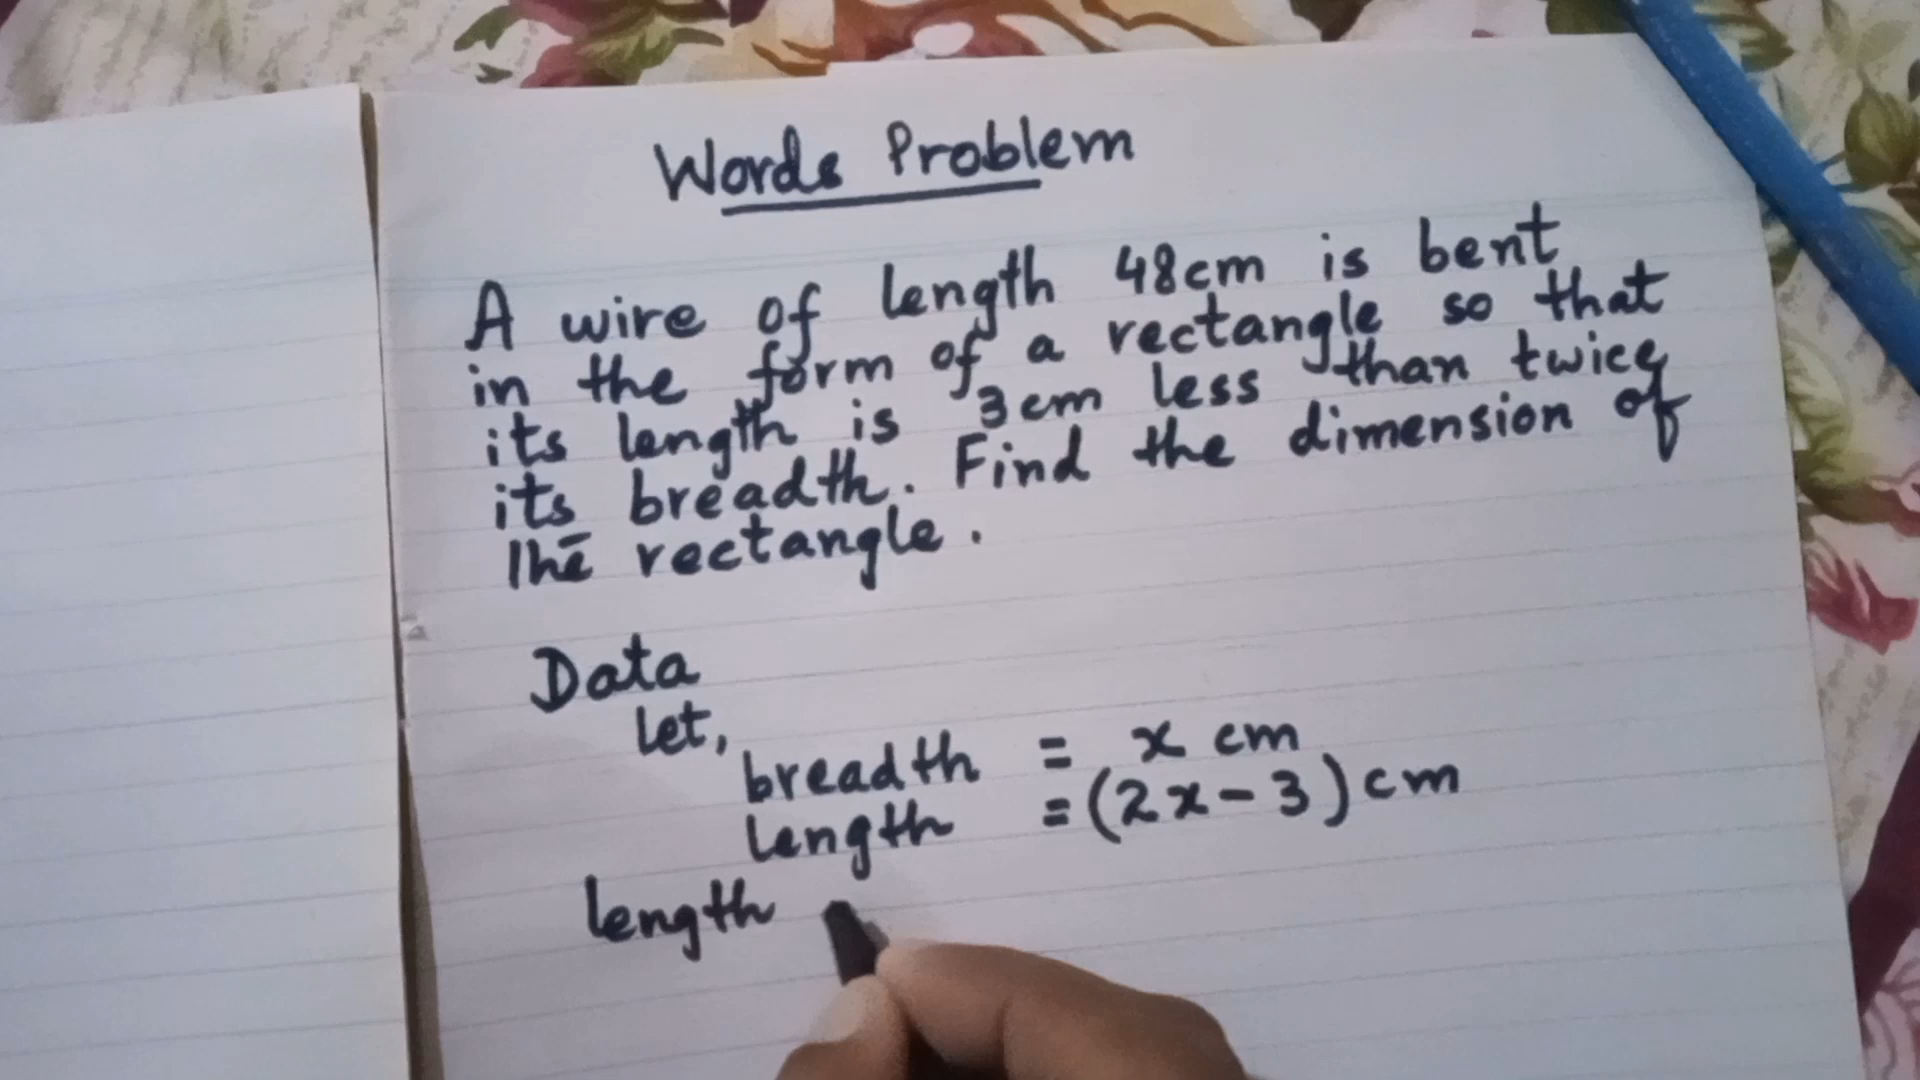 Words Problem
A wire of length 48cm is bent
in the form of a rectangle so that
its length is 3cm less than twice
its breadth. Find the dimension of
the rectangle.
Data
let,
breadth = x cm
length = (2x-3) cm
length